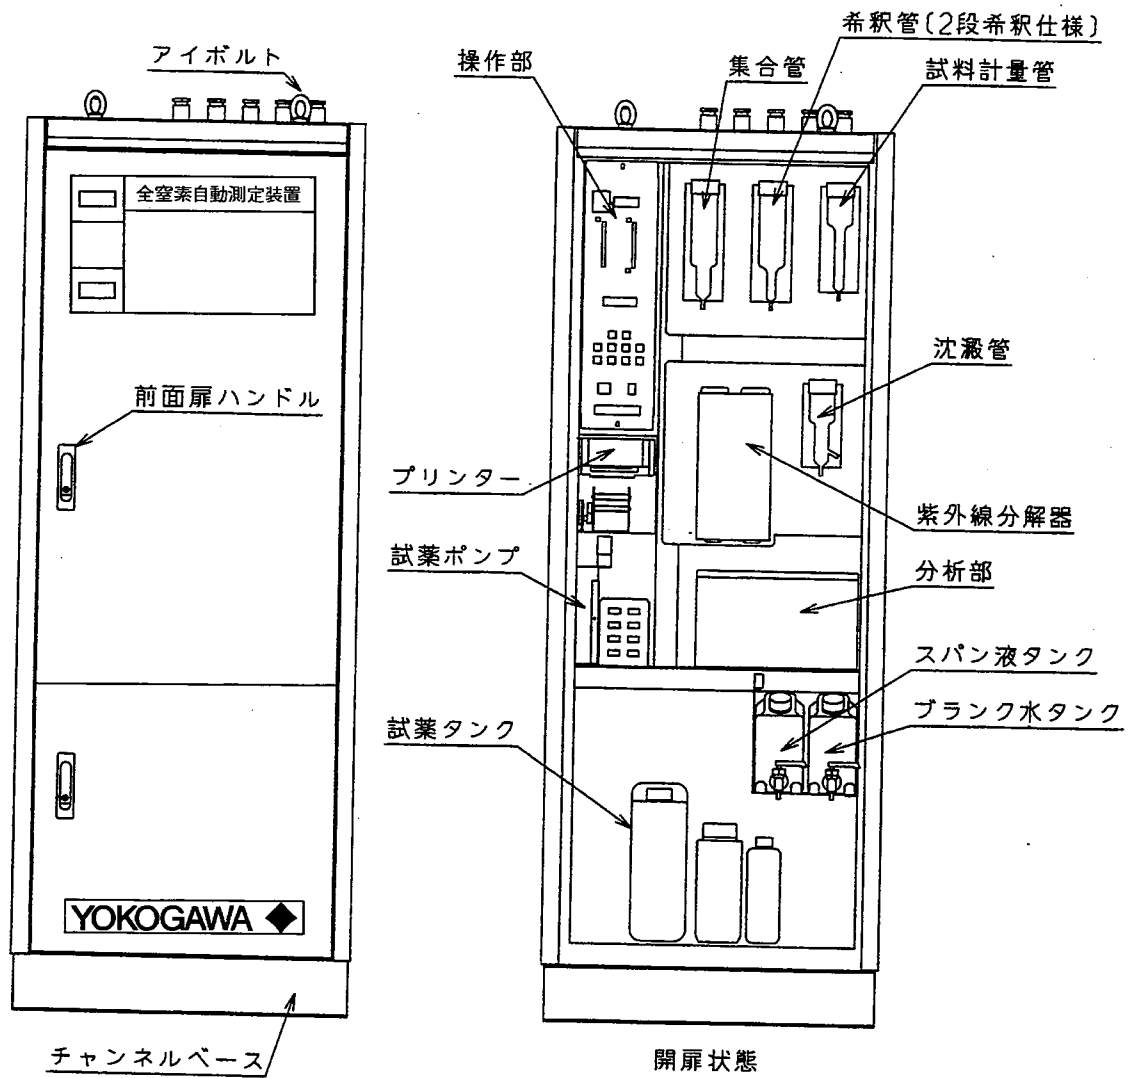 希釈管(2段希釈仕様)
アイボルト
操作部
集合管
試料計量管
全窒素自動測定装置
沈澱管
前面扉ハンドル
プリンター
紫外線分解器
試薬ポンプ
分析部
スパン液タンク
ブランク水タンク
試薬タンク
YOKOGAWA
チャンネルベース
開扉状態